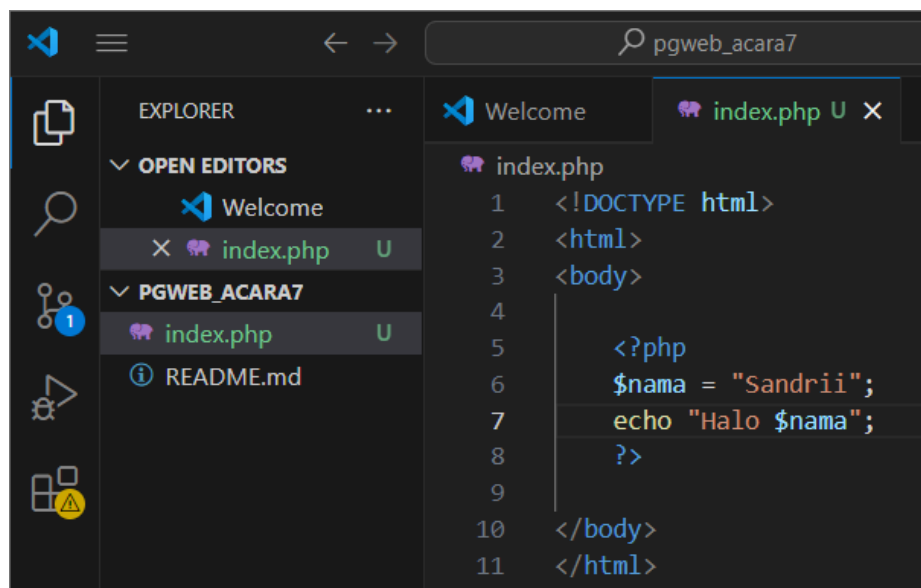 pgweb_acara7
EXPLORER ...
Welcome
index.php U
OPEN EDITORS
Welcome
index.php U
PGWEB_ACARA7
index.php U
README.md
1
index.php
1 <!DOCTYPE html>
2 <html>
3 <body>
4
5 <?php
6 $nama = "Sandrii";
7 echo "Halo $nama";
8 ?>
9
10 </body>
11 </html>